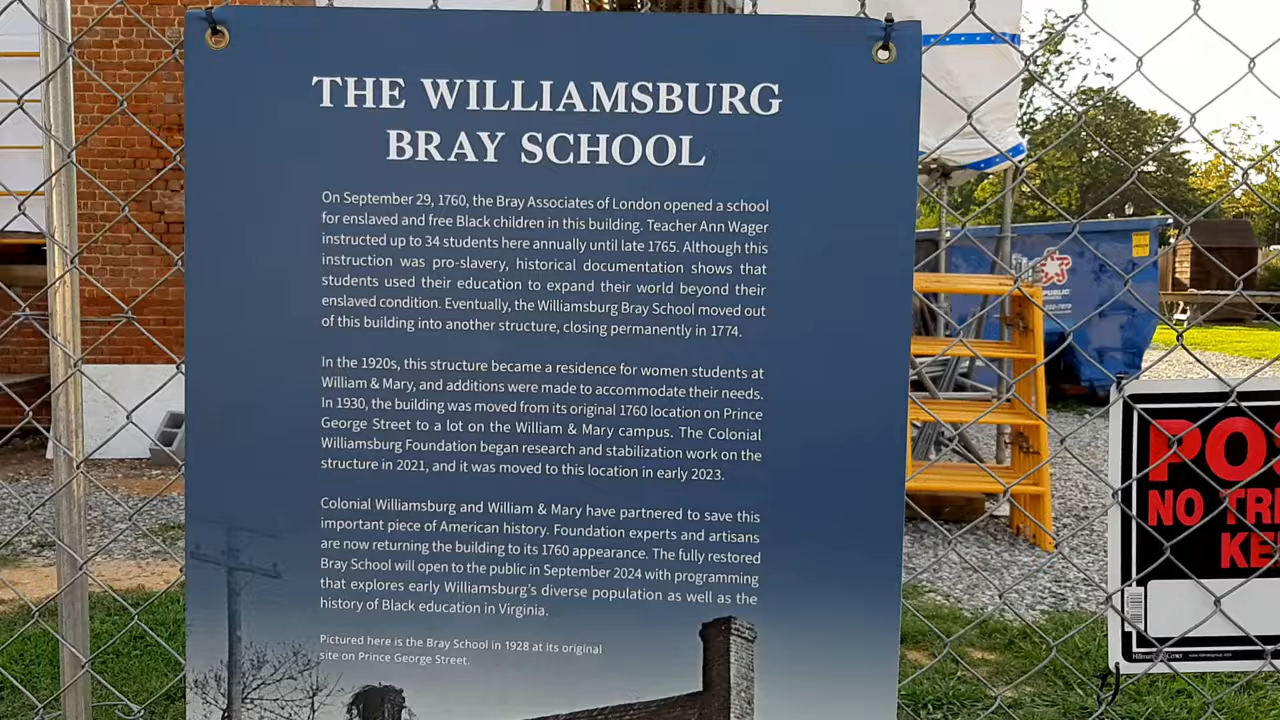 THE WILLIAMSBURG
BRAY SCHOOL
On September 29, 1760, the Bray Associates of London opened a school
for enslaved and free Black children in this building. Teacher Ann Wager
instructed up to 34 students here annually until late 1765. Although this
instruction was pro-slavery, historical documentation shows that
students used their education to expand their world beyond their
enslaved condition. Eventually, the Williamsburg Bray School moved out
of this building into another structure, closing permanently in 1774.
In the 1920s, this structure became a residence for women students at
William & Mary, and additions were made to accommodate their needs.
In 1930, the building was moved from its original 1760 location on Prince
George Street to a lot on the William & Mary campus. The Colonial
Williamsburg Foundation began research and stabilization work on the
structure in 2021, and it was moved to this location in early 2023.
Colonial Williamsburg and William & Mary have partnered to save this
important piece of American history. Foundation experts and artisans
are now returning the building to its 1760 appearance. The fully restored
Bray School will open to the public in September 2024 with programming
that explores early Williamsburg's diverse population as well as the
history of Black education in Virginia.
Pictured here is the Bray School in 1928 at its original
site on Prince George Street.
PUBLIC
POS
NO TRE
KE